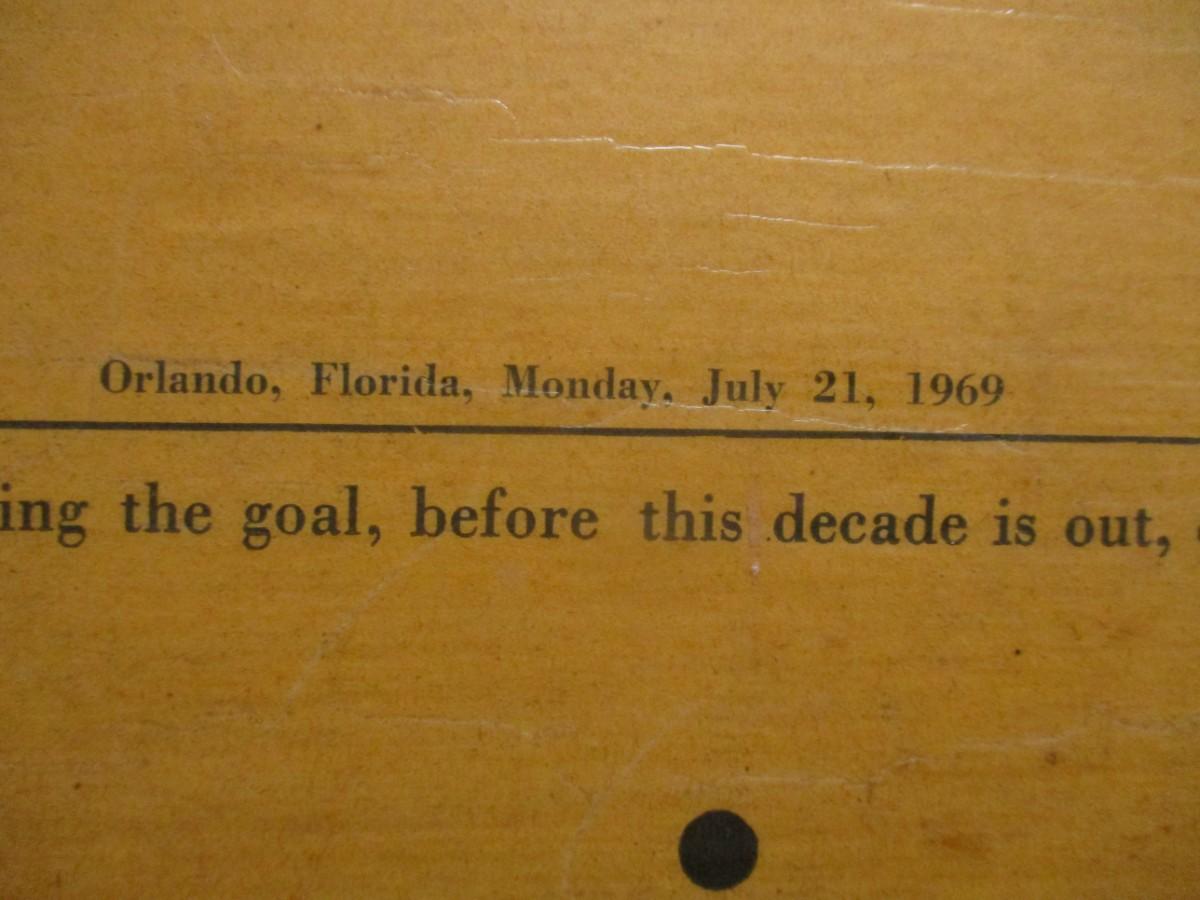 Orlando, Florida, Monday, July 21, 1969
ing the goal, before this decade is out,